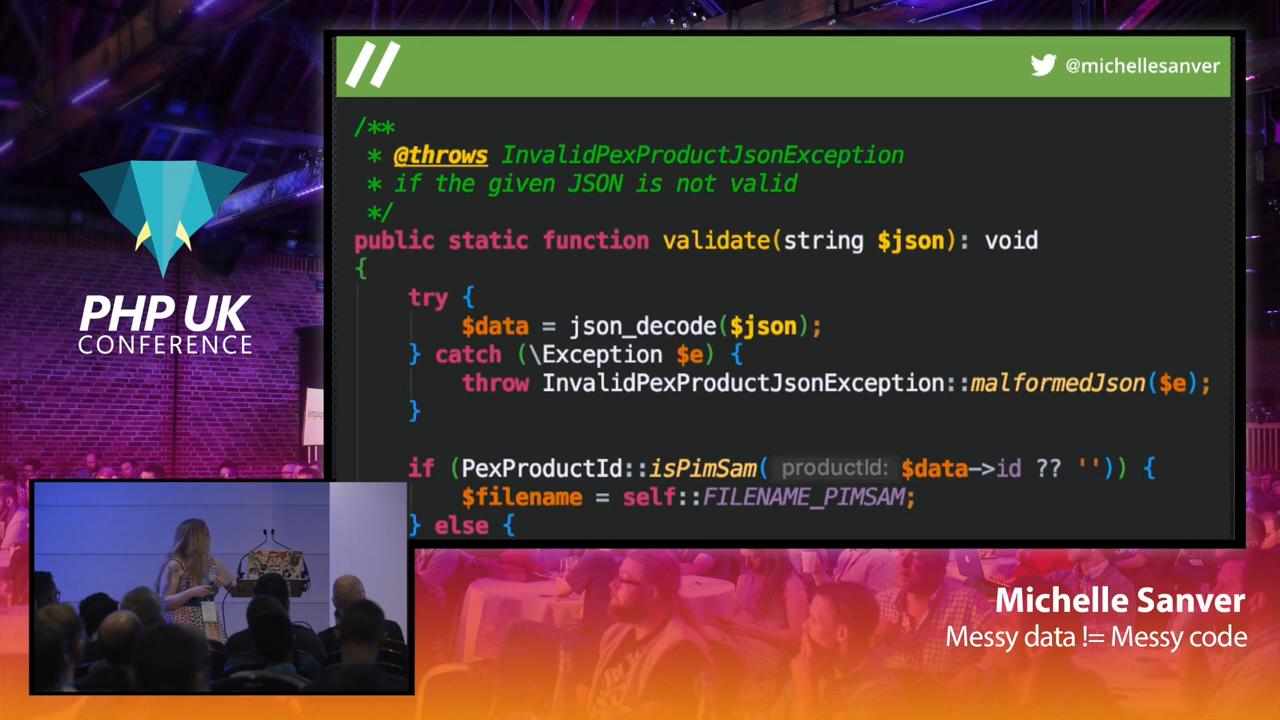 //
@michellesanver
/**
* @throws InvalidPexProductJsonException
* if the given JSON is not valid
*/
public static function validate(string $json): void
{
try {
$data = json_decode($json);
} catch (\Exception $e) {
throw InvalidPexProductJsonException::malformedJson($e);
}
if (PexProductId::isPimSam( productId: $data->id ?? '')) {
$filename = self::FILENAME_PIMSAM;
} else {
PHP UK
CONFERENCE
Michelle Sanver
Messy data != Messy code